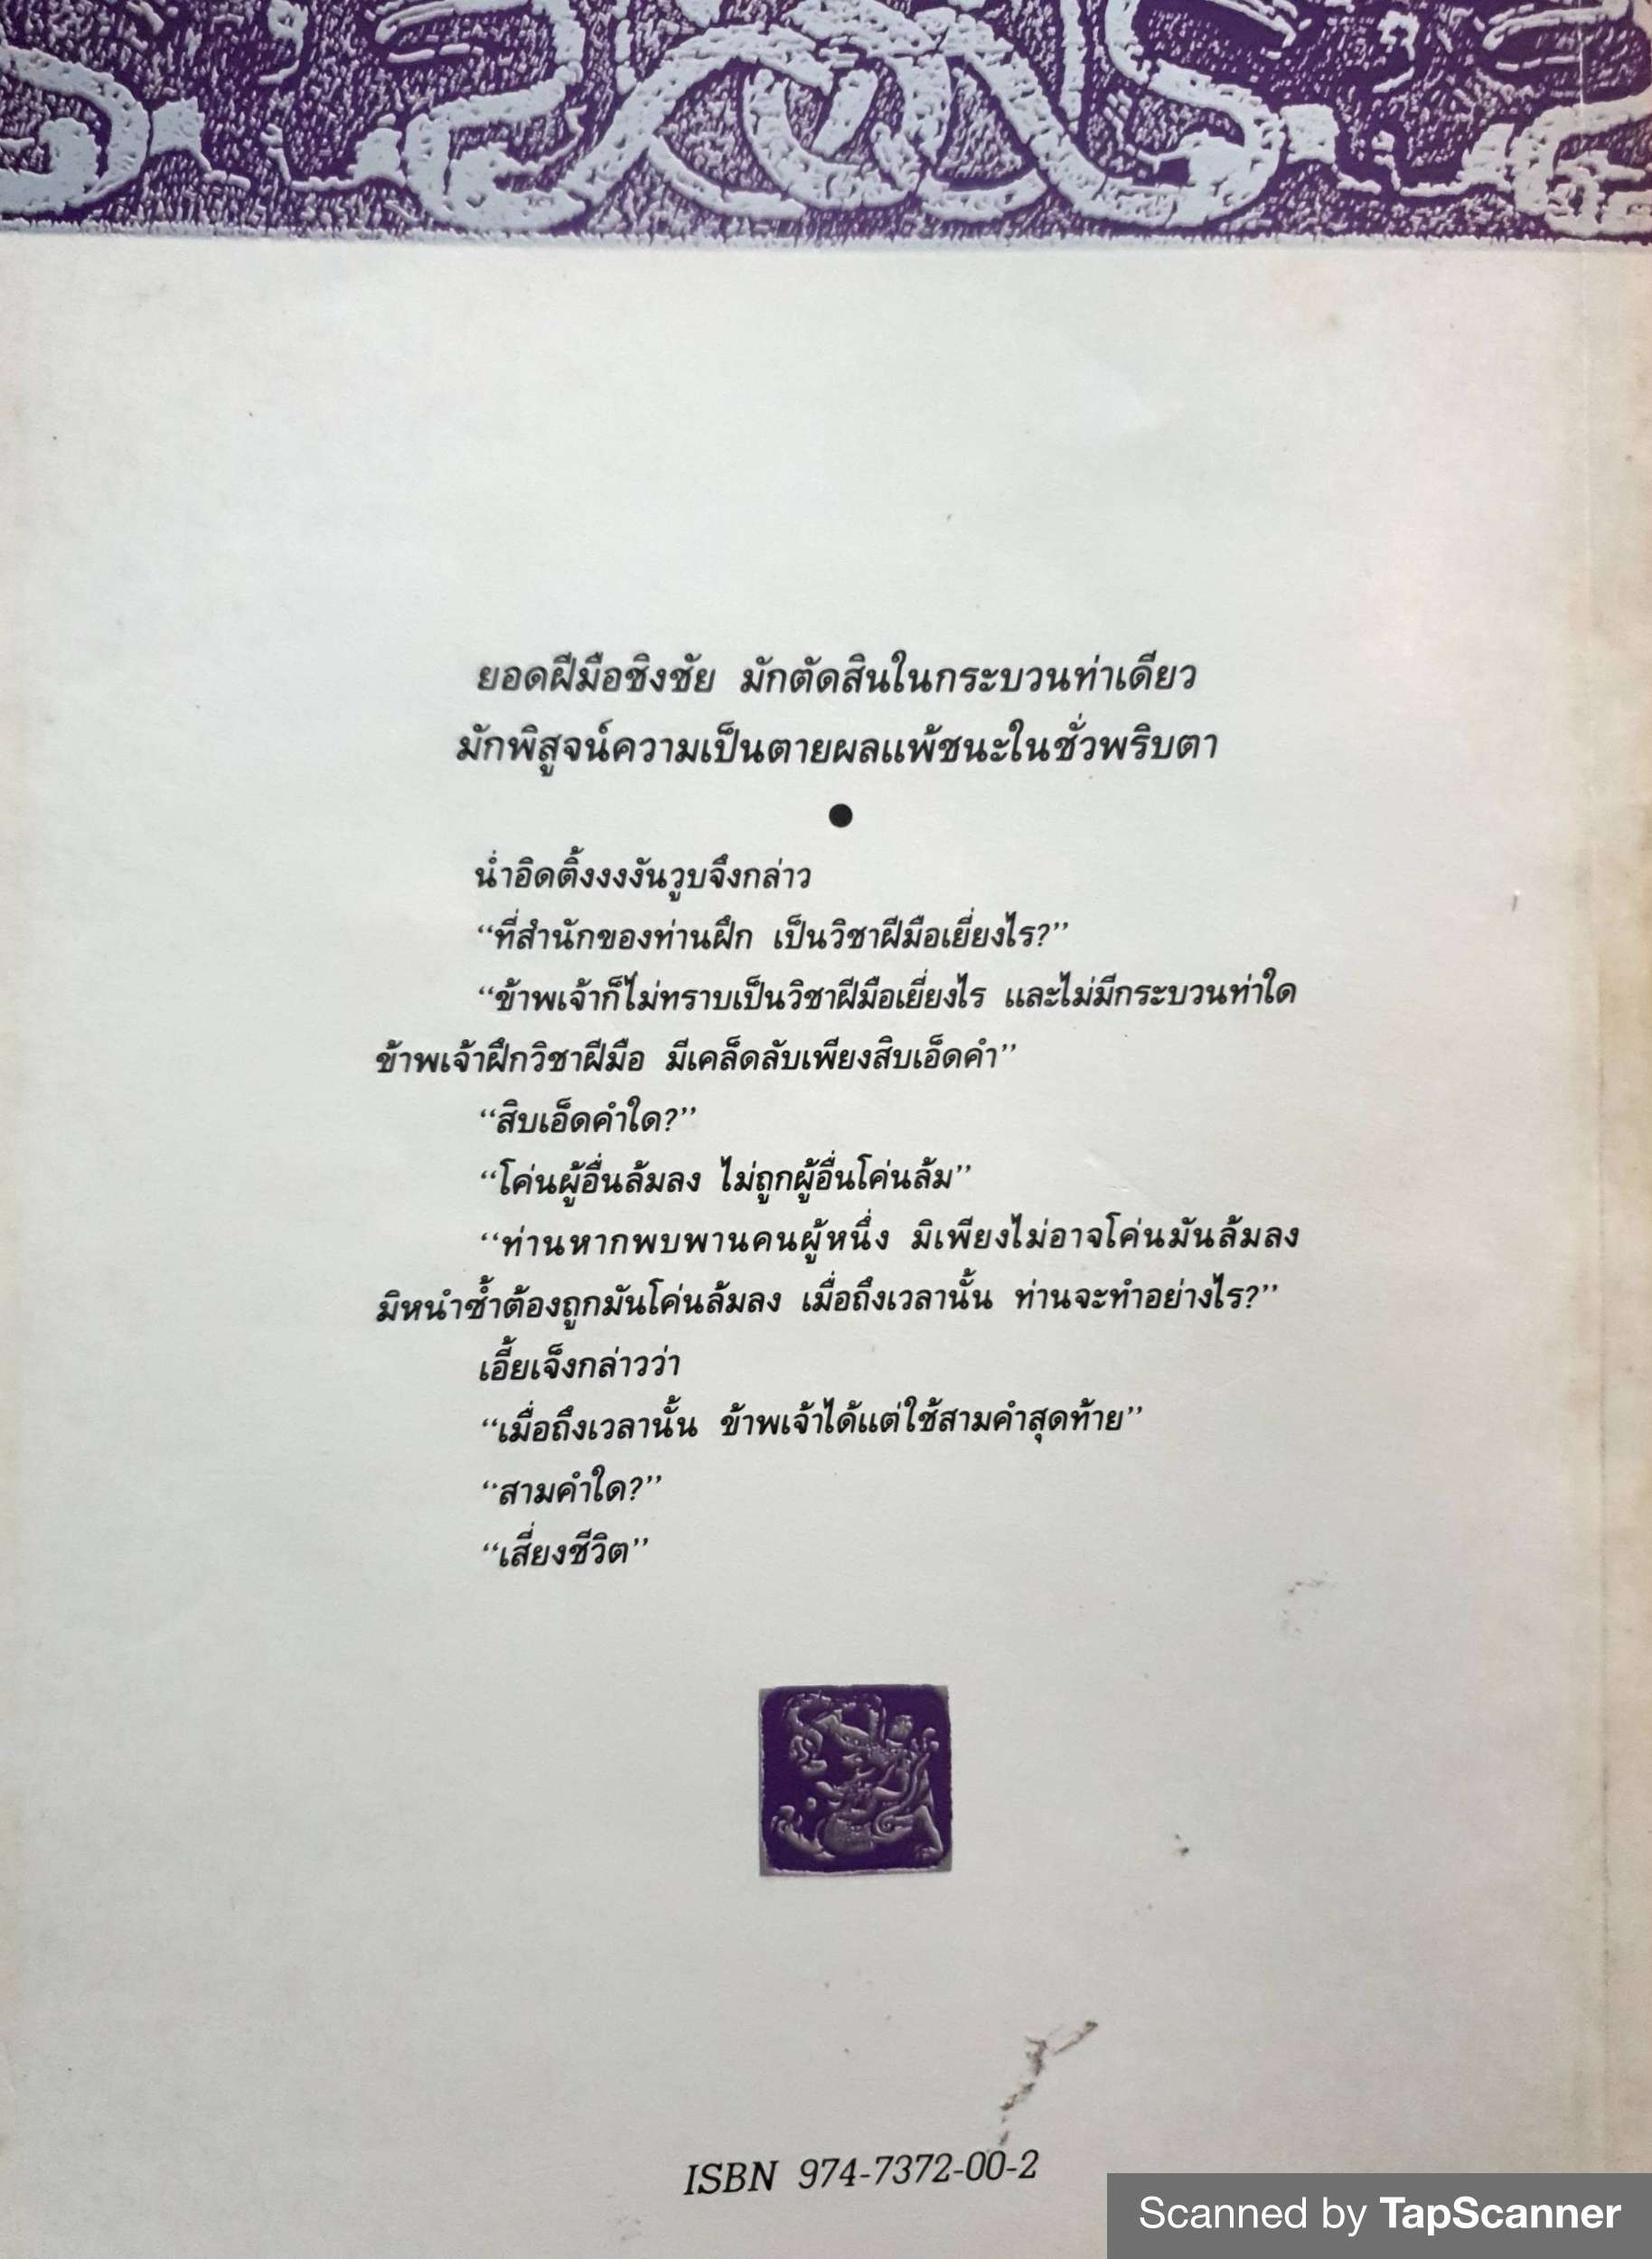 ยอดฝีมือชิงชัย มักตัดสินในกระบวนท่าเดียว
มักพิสูจน์ความเป็นตายผลแพ้ชนะในชั่วพริบตา
●
น่ำอิดติ้งงงงันวูบจึงกล่าว
“ที่สำนักของท่านฝึก เป็นวิชาฝีมือเยี่ยงไร?”
“ข้าพเจ้าก็ไม่ทราบเป็นวิชาฝีมือเยี่ยงไร และไม่มีกระบวนท่าใด
ข้าพเจ้าฝึกวิชาฝีมือ มีเคล็ดลับเพียงสิบเอ็ดคำ”
“สิบเอ็ดคำใด?”
“โค่นผู้อื่นล้มลง ไม่ถูกผู้อื่นโค่นล้ม”
“ท่านหากพบพานคนผู้หนึ่ง มิเพียงไม่อาจโค่นมันล้มลง
มิหนำซ้ำต้องถูกมันโค่นล้มลง เมื่อถึงเวลานั้น ท่านจะทำอย่างไร?”
เอี้ยเจ็งกล่าวว่า
“เมื่อถึงเวลานั้น ข้าพเจ้าได้แต่ใช้สามคำสุดท้าย”
“สามคำใด?”
“เสี่ยงชีวิต”
ISBN 974-7372-00-2
Scanned by TapScanner